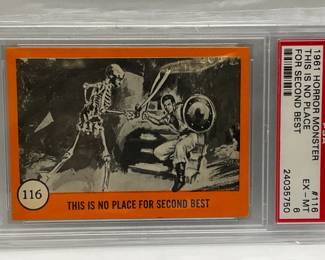 116
THIS IS NO PLACE FOR SECOND BEST
1961 HORROR MONSTER #116
THIS IS NO PLACE EX - MT
FOR SECOND BEST 6
24035750